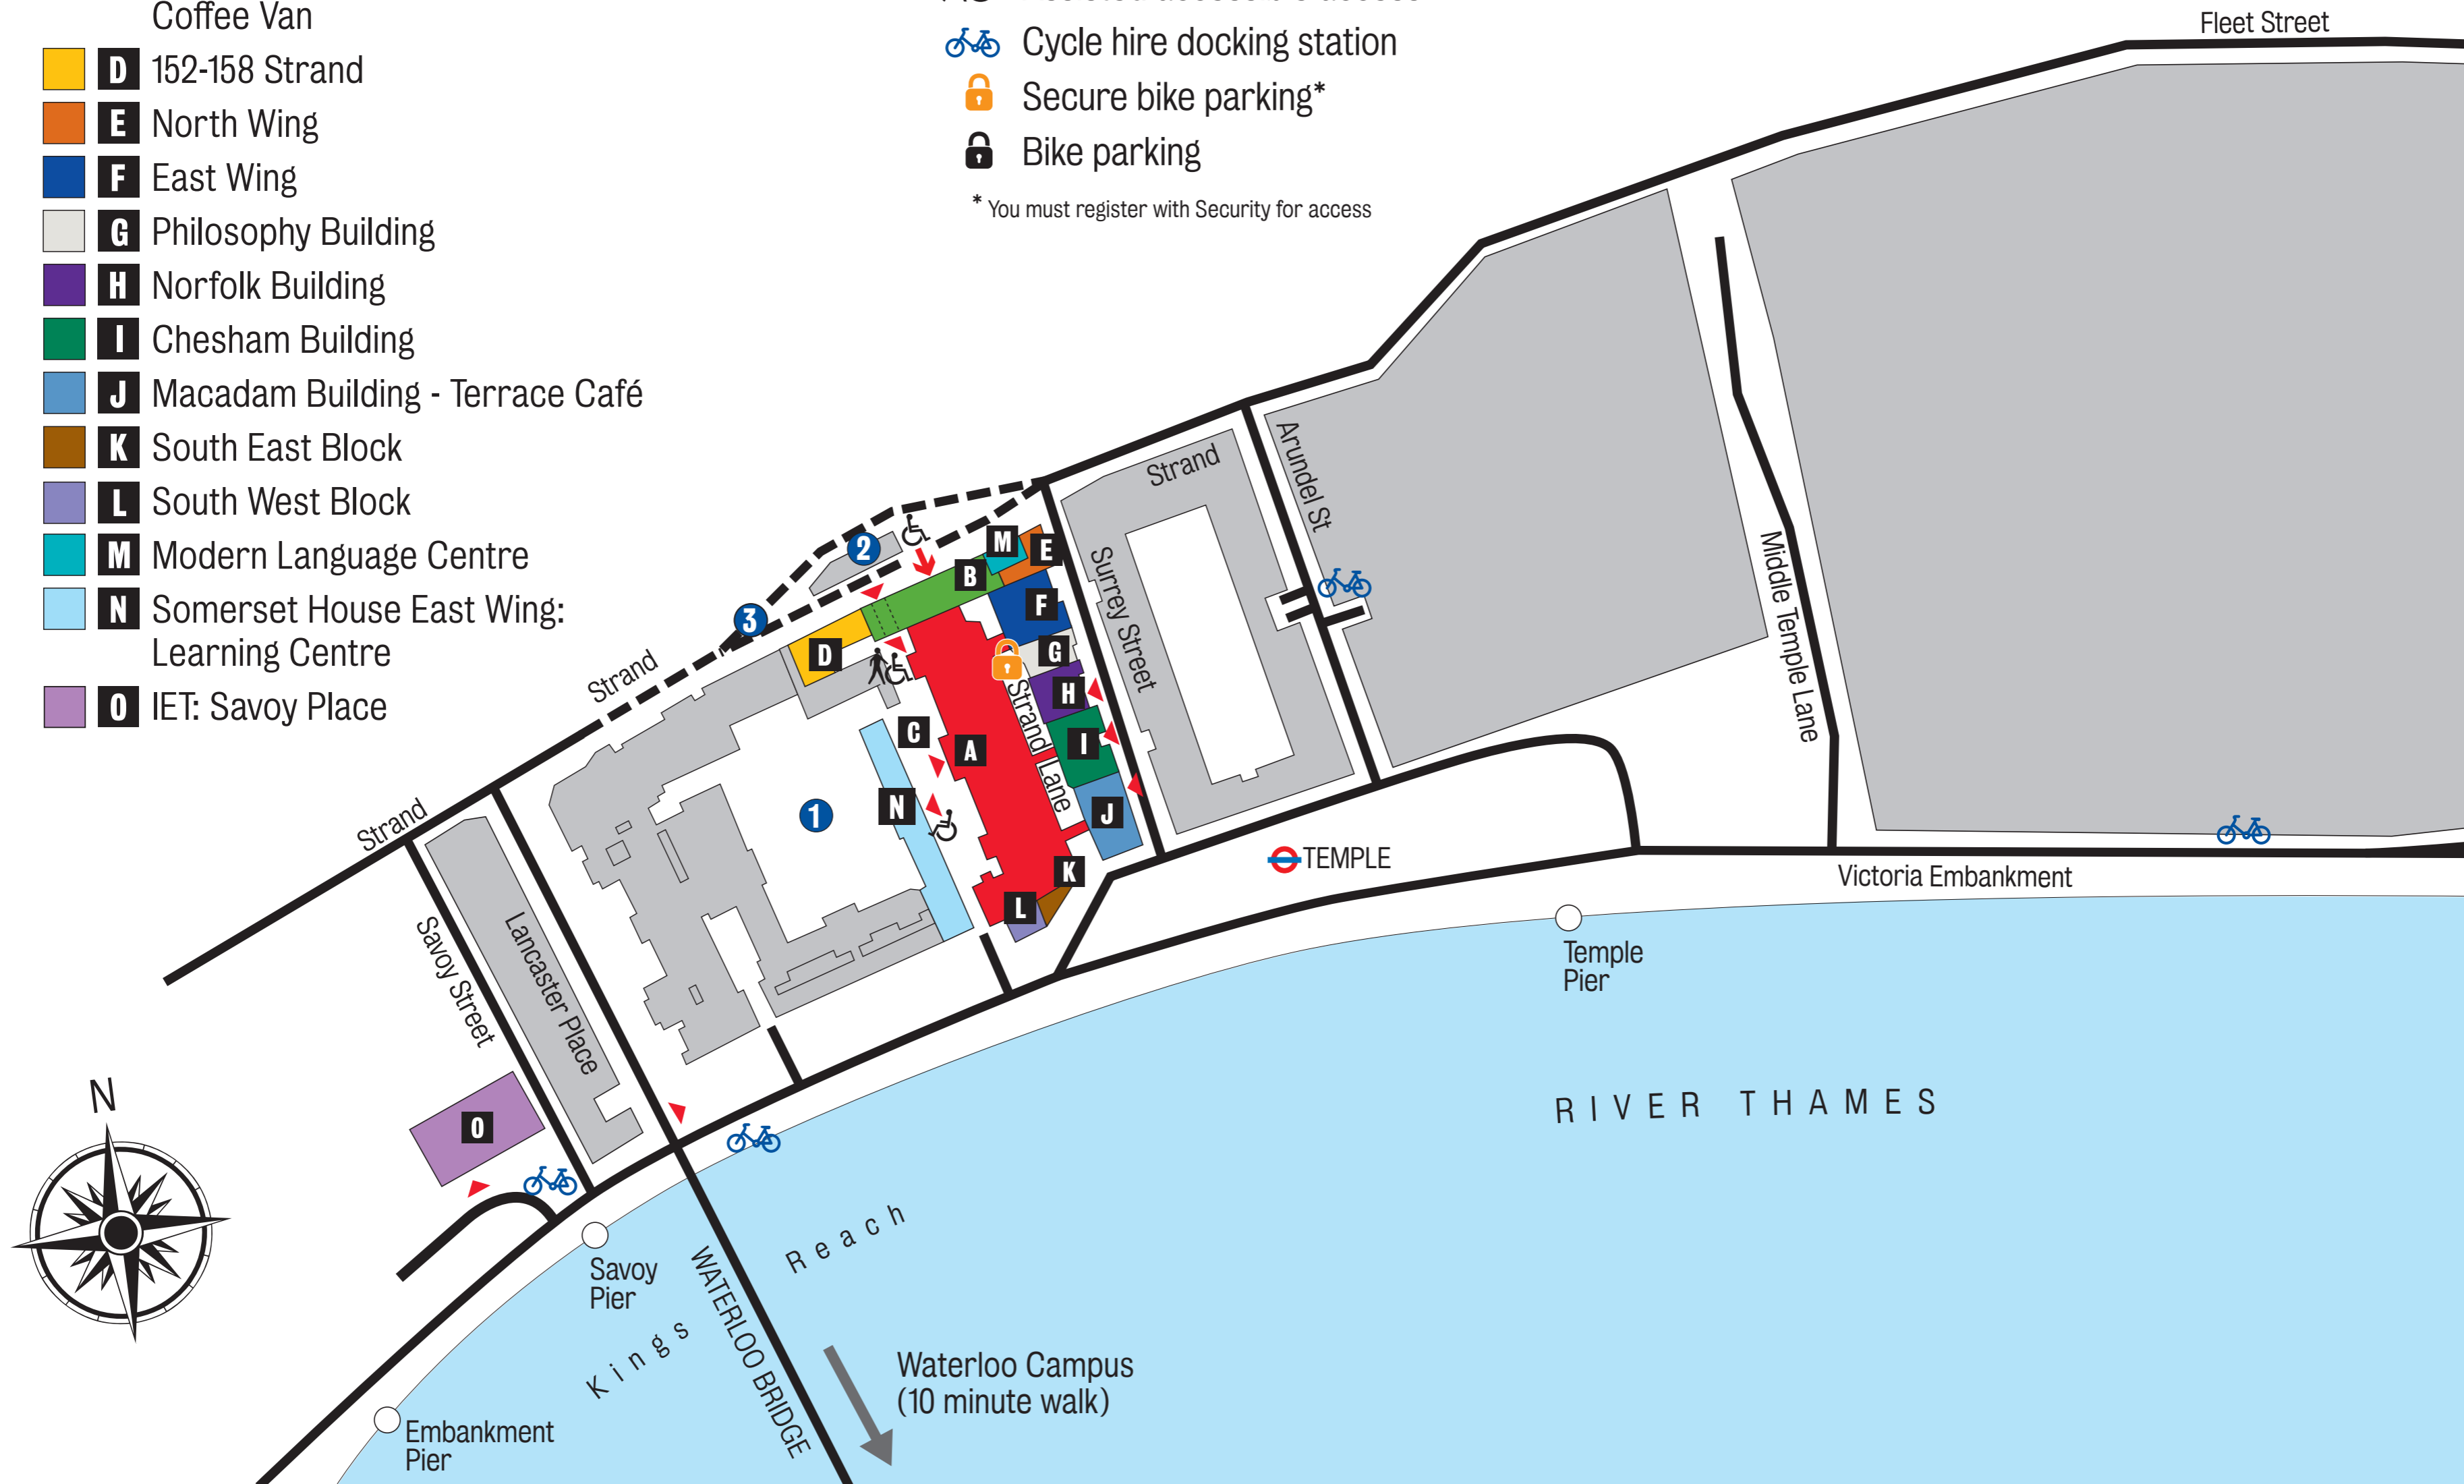 Coffee Van
D 152-158 Strand
E North Wing
F East Wing
G Philosophy Building
H Norfolk Building
I Chesham Building
J Macadam Building - Terrace Café
K South East Block
L South West Block
M Modern Language Centre
N Somerset House East Wing:
Learning Centre
O IET: Savoy Place
Cycle hire docking station
Secure bike parking*
Bike parking
* You must register with Security for access
Fleet Street
Strand
Arundel St
Surrey Street
Middle Temple Lane
2
M
E
B
F
3
D
G
Strand
H
Strand Lane
C
A
I
N
1
J
Strand
TEMPLE
K
L
Victoria Embankment
Savoy Street
Lancaster Place
Temple
Pier
N
O
RIVER THAMES
Kings Reach
Savoy
Pier
WATERLOO BRIDGE
Waterloo Campus
(10 minute walk)
Embankment
Pier